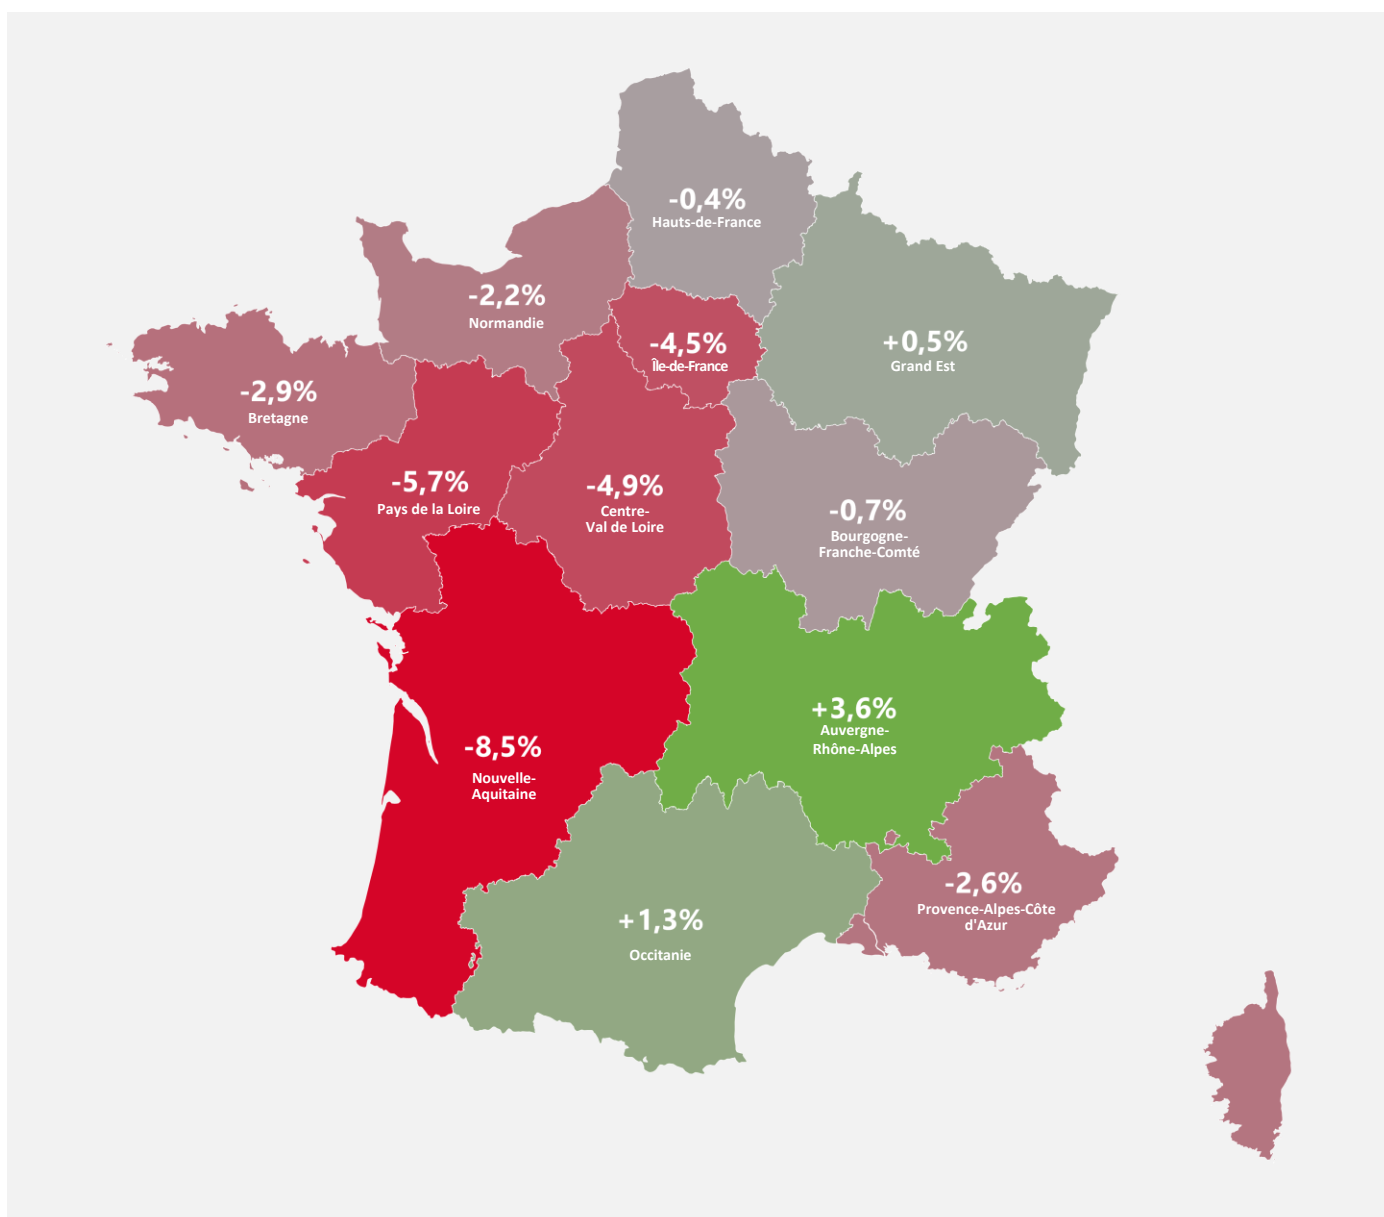 -0,4%
Hauts-de-France
-2,2%
Normandie
-4,5%
Île-de-France
+0,5%
Grand Est
-2,9%
Bretagne
-5,7%
Pays de la Loire
-4,9%
Centre-
Val de Loire
-0,7%
Bourgogne-
Franche-Comté
+3,6%
Auvergne-
Rhône-Alpes
-8,5%
Nouvelle-
Aquitaine
-2,6%
Provence-Alpes-Côte
d'Azur
+1,3%
Occitanie